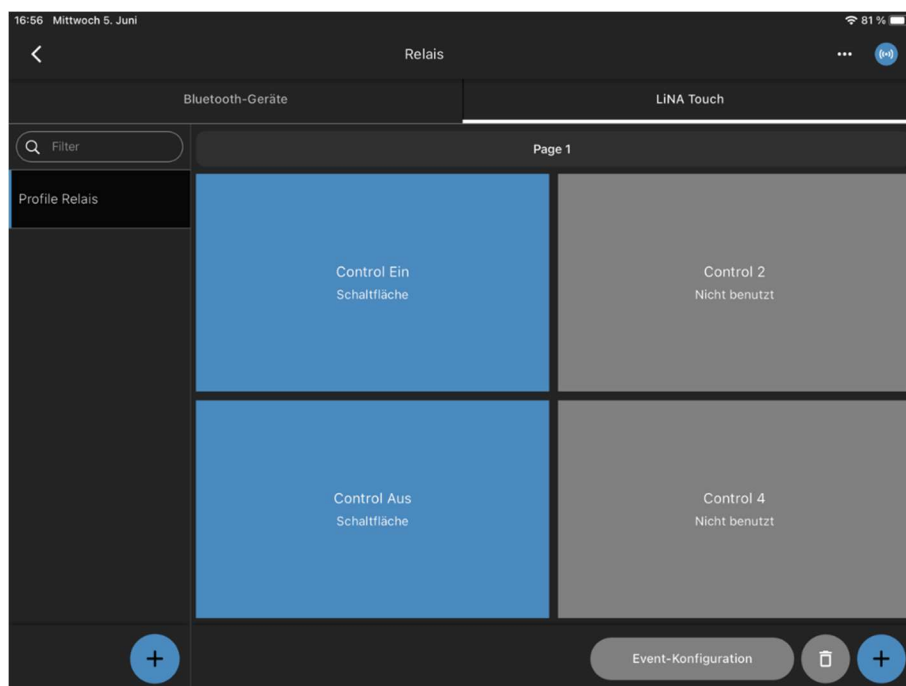 16:56 Mittwoch 5. Juni
81 %
Relais
Bluetooth-Geräte
LiNA Touch
Filter
Page 1
Profile Relais
Control Ein
Schaltfläche
Control 2
Nicht benutzt
Control Aus
Schaltfläche
Control 4
Nicht benutzt
Event-Konfiguration